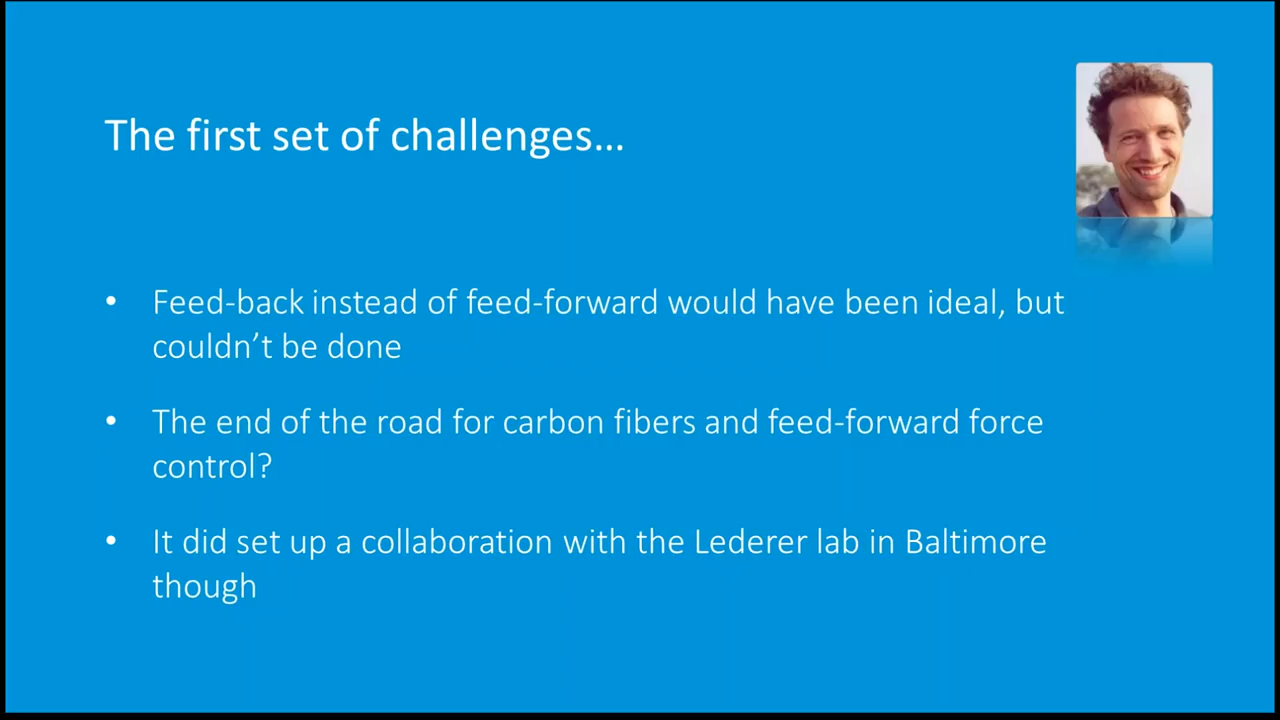 The first set of challenges…
• Feed-back instead of feed-forward would have been ideal, but
couldn’t be done
• The end of the road for carbon fibers and feed-forward force
control?
• It did set up a collaboration with the Lederer lab in Baltimore
though